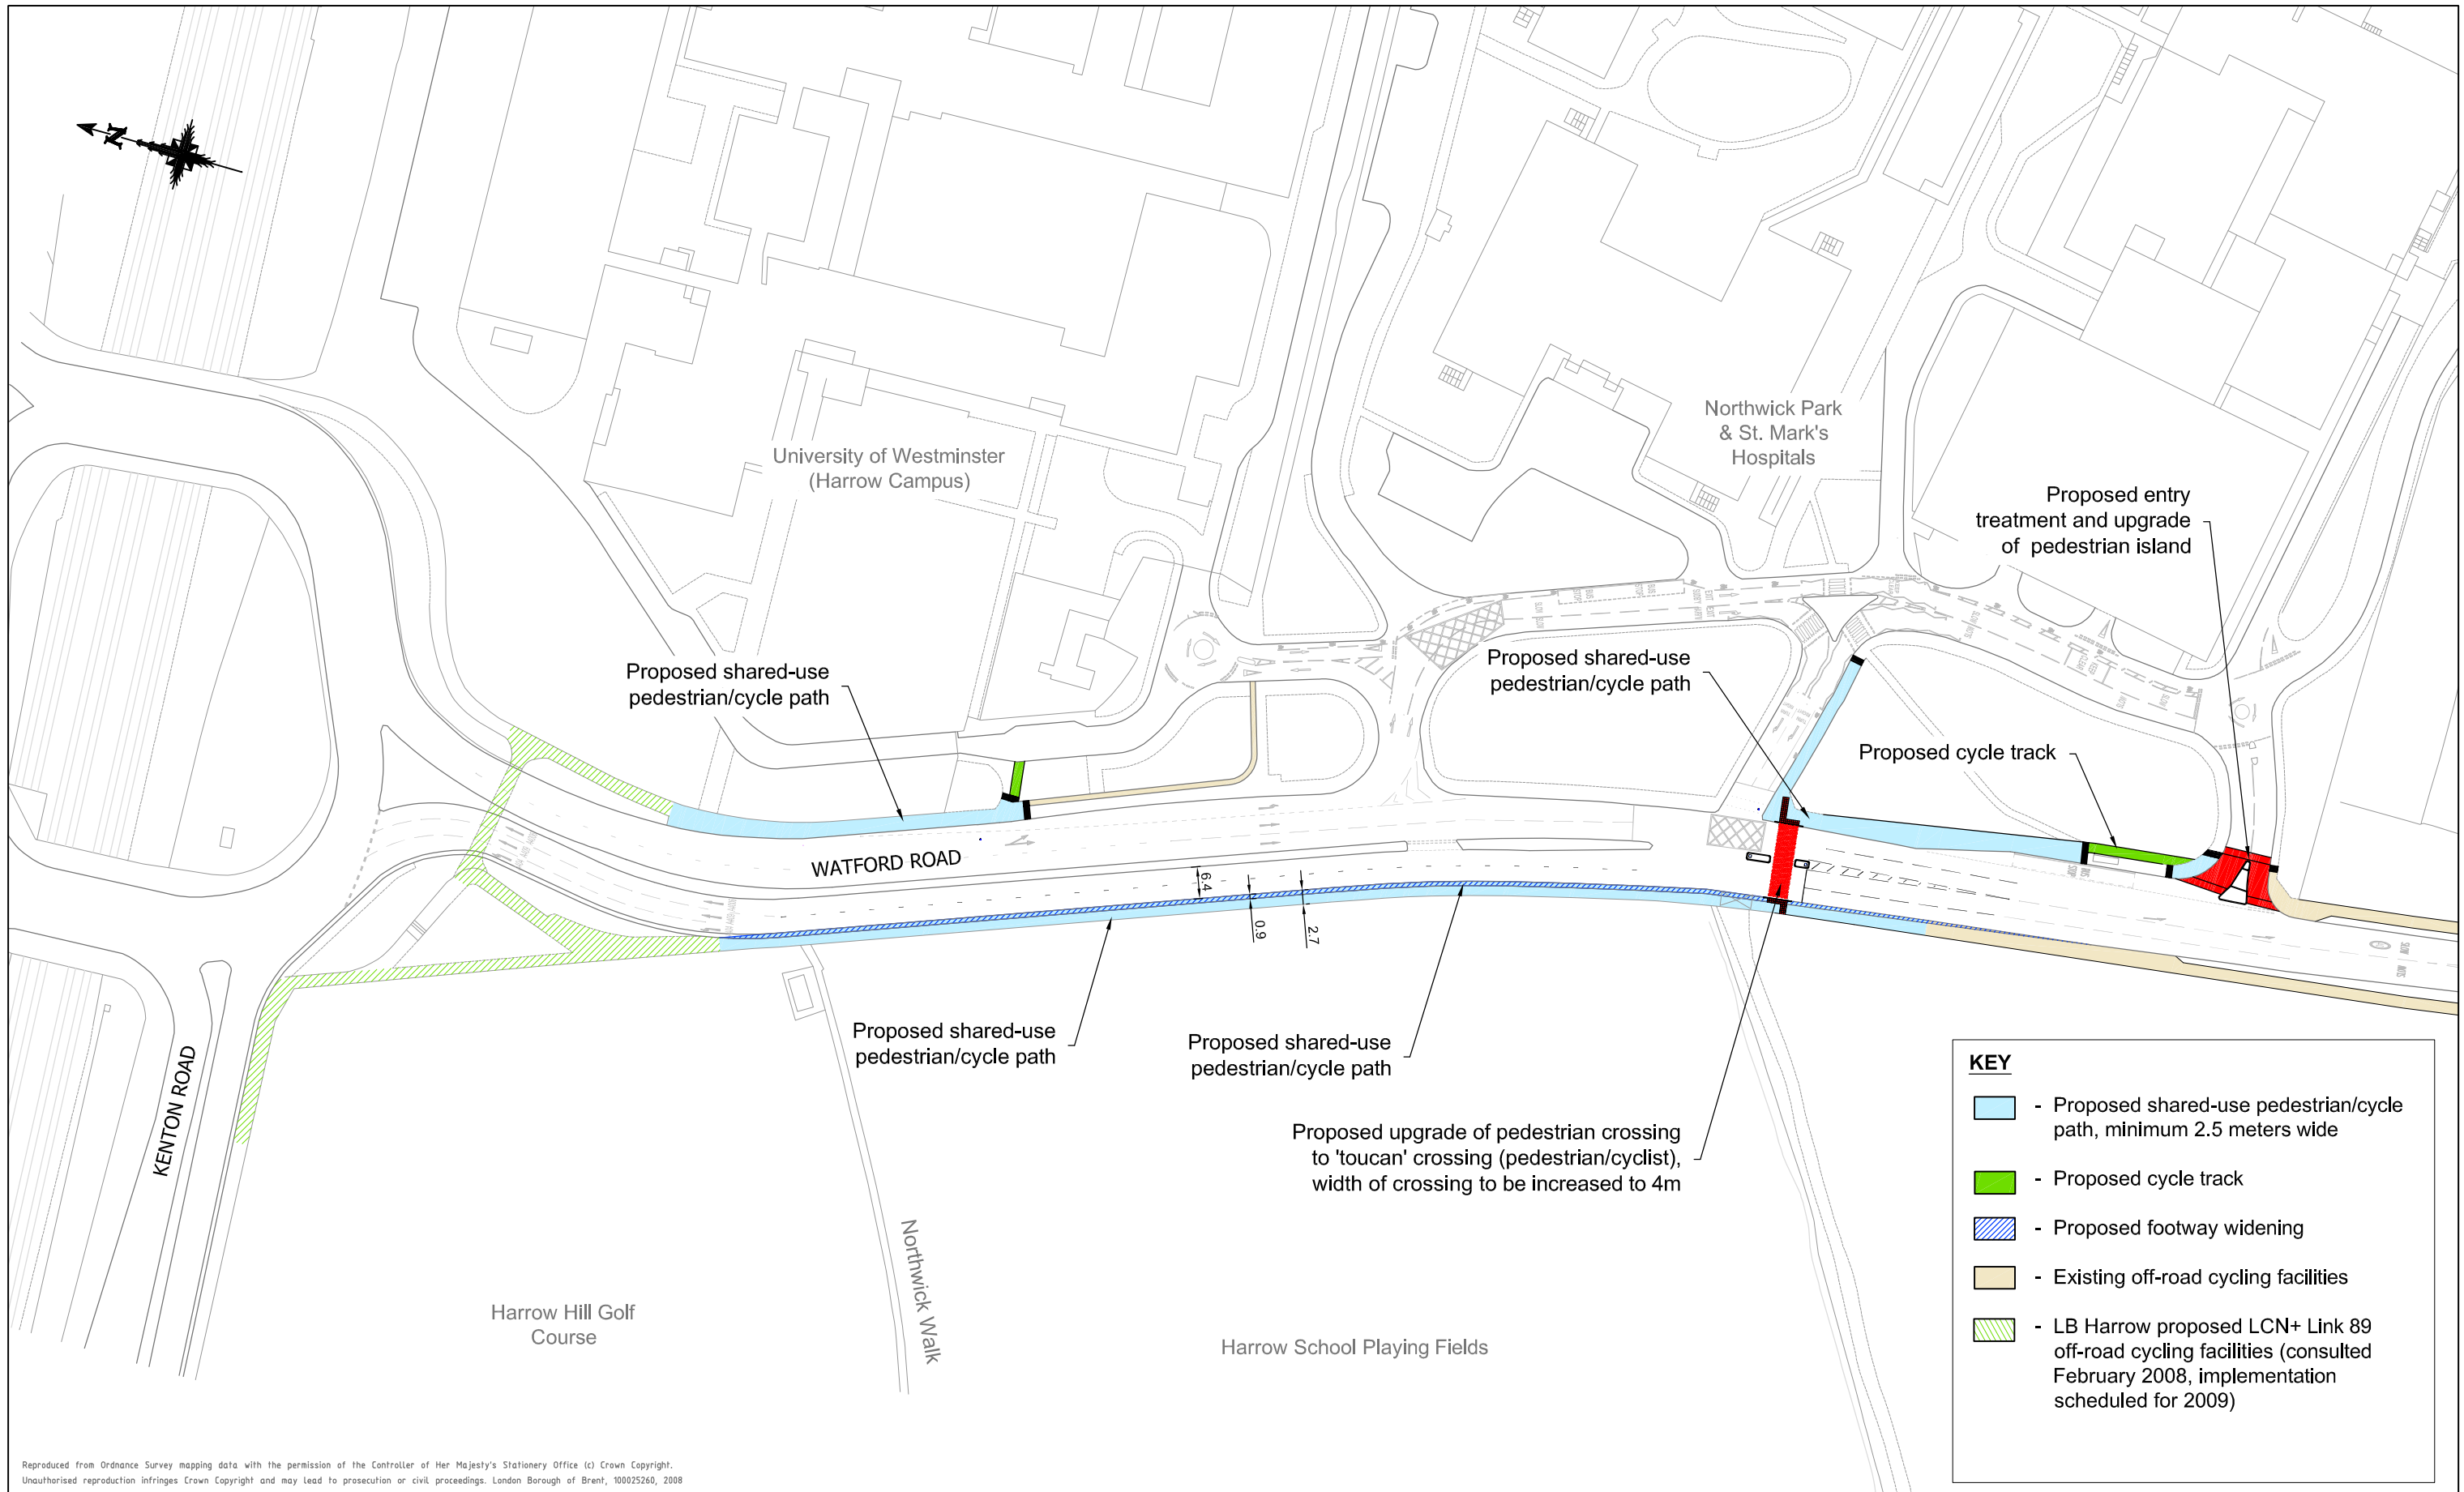 N
University of Westminster
(Harrow Campus)
Northwick Park
& St. Mark's
Hospitals
Proposed entry
treatment and upgrade
of pedestrian island
Proposed shared-use
pedestrian/cycle path
Proposed shared-use
pedestrian/cycle path
Proposed cycle track
WATFORD ROAD
6.4
0.9
2.7
Proposed shared-use
pedestrian/cycle path
Proposed shared-use
pedestrian/cycle path
Proposed upgrade of pedestrian crossing
to 'toucan' crossing (pedestrian/cyclist),
width of crossing to be increased to 4m
KENTON ROAD
Northwick Walk
Harrow Hill Golf
Course
Harrow School Playing Fields
KEY
- Proposed shared-use pedestrian/cycle
path, minimum 2.5 meters wide
- Proposed cycle track
- Proposed footway widening
- Existing off-road cycling facilities
- LB Harrow proposed LCN+ Link 89
off-road cycling facilities (consulted
February 2008, implementation
scheduled for 2009)
Reproduced from Ordnance Survey mapping data with the permission of the Controller of Her Majesty's Stationery Office (c) Crown Copyright.
Unauthorised reproduction infringes Crown Copyright and may lead to prosecution or civil proceedings. London Borough of Brent, 100025260, 2008